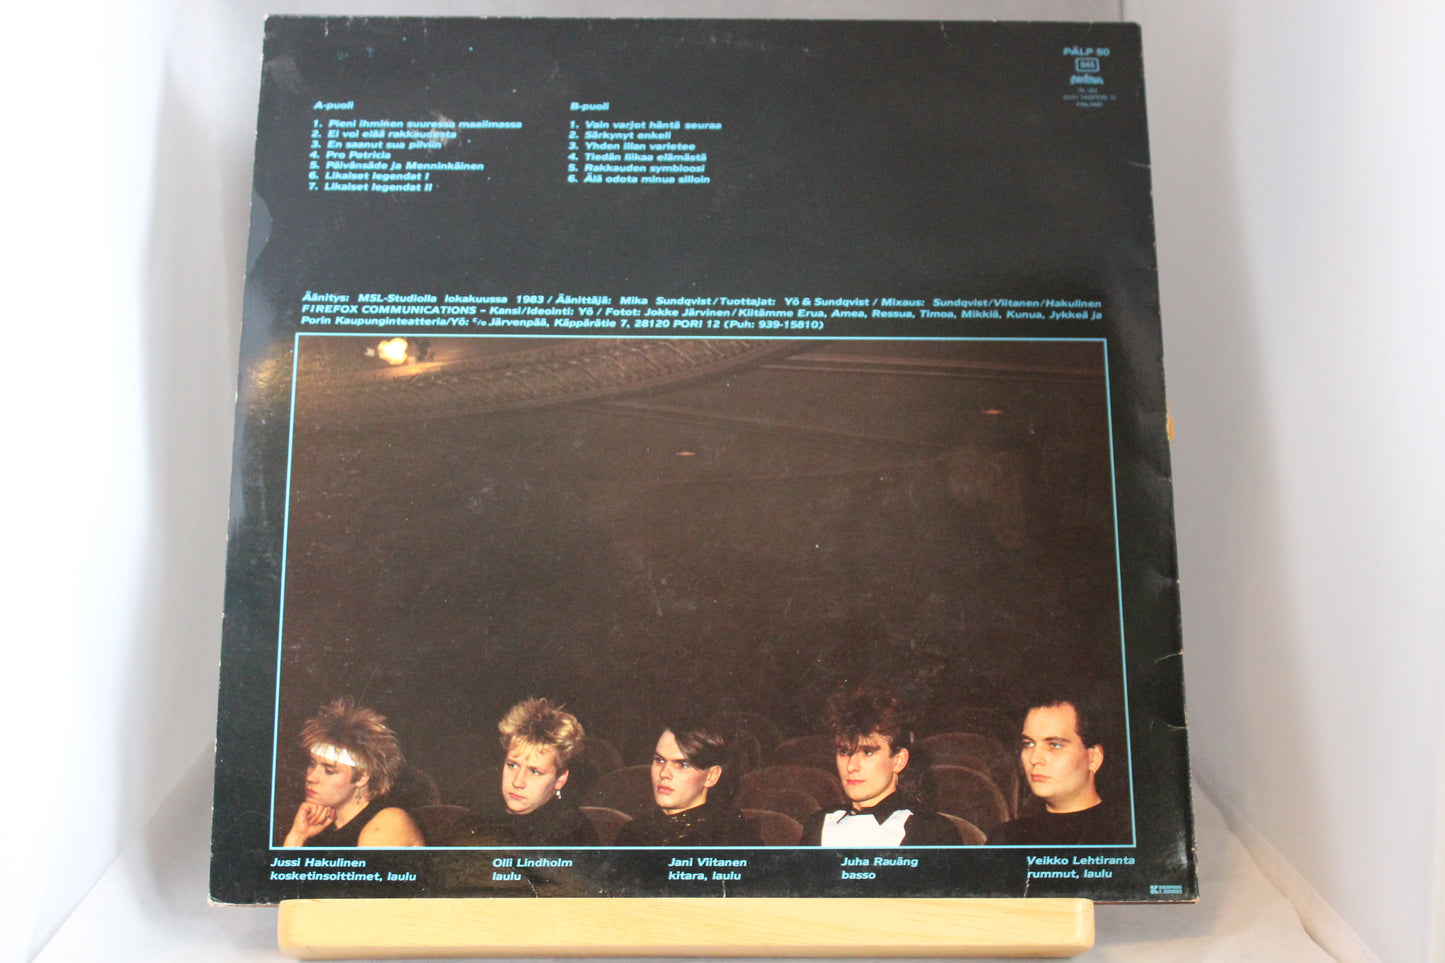 PÄLP 50
045
FINLAND
A-puoli
1. Pieni ihminen suuressa maailmassa
2. Ei voi elää rakkaudesta
3. En saanut sua pilviin
4. Pro Patricia
5. Päivänsäde ja Menninkäinen
6. Likaiset legendat I
7. Likaiset legendat II
B-puoli
1. Vain varjot häntä seuraa
2. Särkynyt enkeli
3. Yhden illan varietee
4. Tiedän liikaa elämästä
5. Rakkauden symbioosi
6. Älä odota minua silloin
Äänitys: MSL-Studiolla lokakuussa 1983 / Äänittäjä: Mika Sundqvist / Tuottajat: Yö & Sundqvist / Mixaus: Sundqvist/Viitanen/Hakulinen
FIREFOX COMMUNICATIONS – Kansi/Ideointi: Yö / Fotot: Jokke Järvinen / Kiitämme Erua, Amea, Ressua, Timoa, Mikkiä, Kunua, Jykkeä ja
Porin Kaupunginteatteria/Yö: c/o Järvenpää, Käppärätie 7, 28120 PORI 12 (Puh: 939-15810)
Jussi Hakulinen
kosketinsoittimet, laulu
Olli Lindholm
laulu
Jani Viitanen
kitara, laulu
Juha Rauäng
basso
Veikko Lehtiranta
rummut, laulu